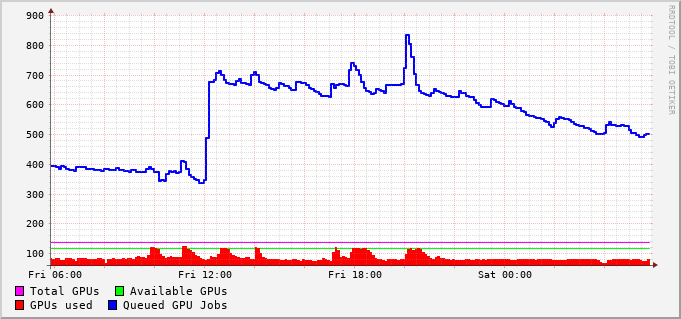 900
800
700
600
500
400
300
200
100
Fri 06:00 Fri 12:00 Fri 18:00 Sat 00:00
Total GPUs Available GPUs
GPUs used Queued GPU Jobs
RRDTOOL / TOBI OETIKER